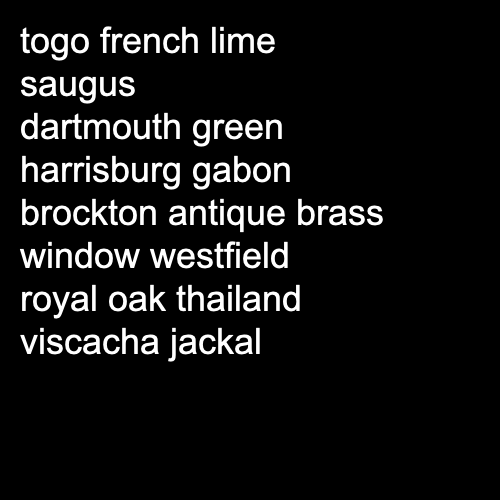 togo french lime
saugus
dartmouth green
harrisburg gabon
brockton antique brass
window westfield
royal oak thailand
viscacha jackal